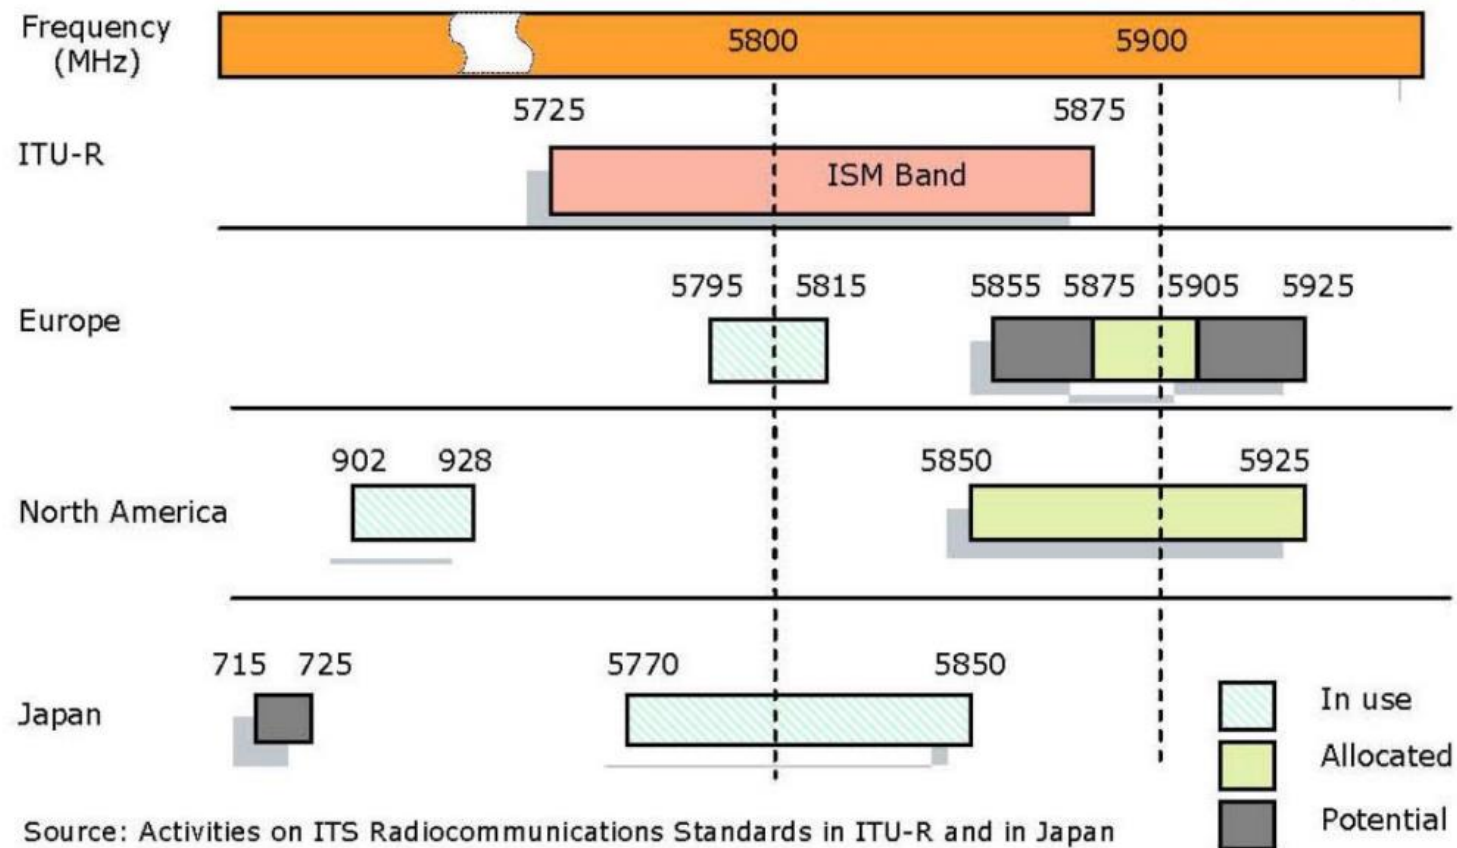 Frequency
(MHz)
5800 5900
5725 5875
ITU-R
ISM Band
5795 5815 5855 5875 5905 5925
Europe
902 928 5850 5925
North America
715 725 5770 5850
Japan
In use
Allocated
Potential
Source: Activities on ITS Radiocommunications Standards in ITU-R and in Japan